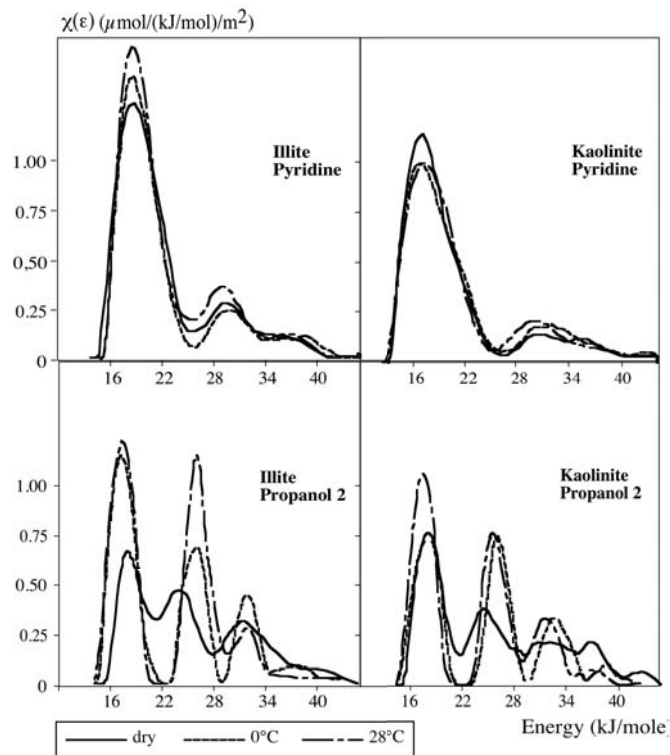 χ(ε) (μmol/(kJ/mol)/m2)
1.00
0.75
0.50
0.25
0
Illite
Pyridine
Kaolinite
Pyridine
16 22 28 34 40
16 22 28 34 40
1.00
0.75
0.50
0.25
0
Illite
Propanol 2
Kaolinite
Propanol 2
16 22 28 34 40
16 22 28 34 40
dry 0°C 28°C
Energy (kJ/mole)